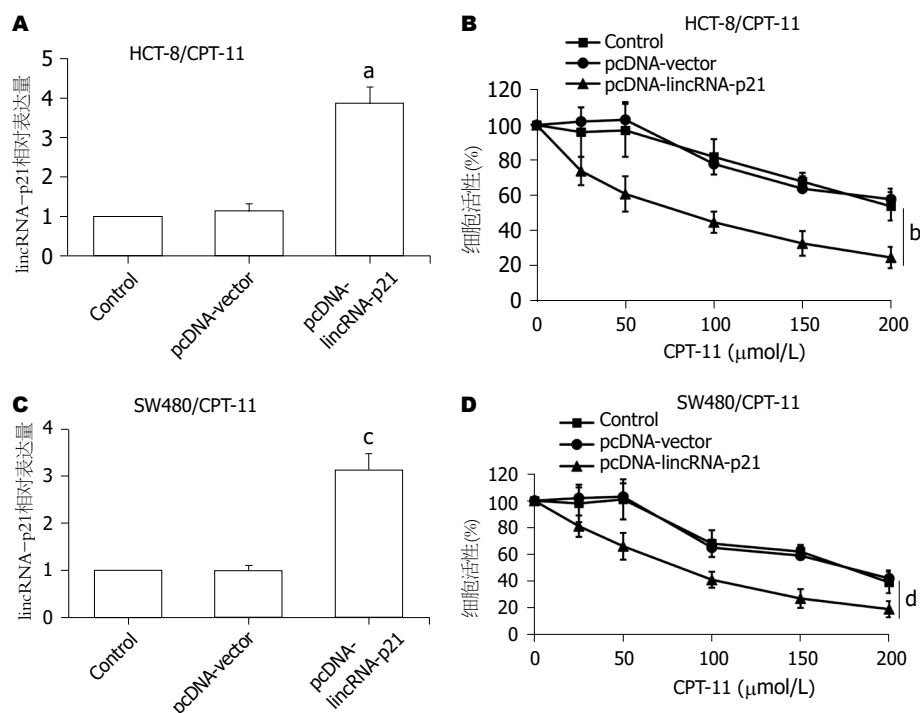 A
HCT-8/CPT-11
lincRNA-p21相对表达量
5
4
3
2
1
0
a
Control
pcDNA-vector
pcDNA-
lincRNA-p21
B
HCT-8/CPT-11
Control
pcDNA-vector
pcDNA-lincRNA-p21
细胞活性(%)
120
100
80
60
40
20
0
b
0 50 100 150 200
CPT-11 (μmol/L)
C
SW480/CPT-11
lincRNA-p21相对表达量
4
3
2
1
0
c
Control
pcDNA-vector
pcDNA-
lincRNA-p21
D
SW480/CPT-11
Control
pcDNA-vector
pcDNA-lincRNA-p21
细胞活性(%)
120
100
80
60
40
20
0
d
0 50 100 150 200
CPT-11 (μmol/L)